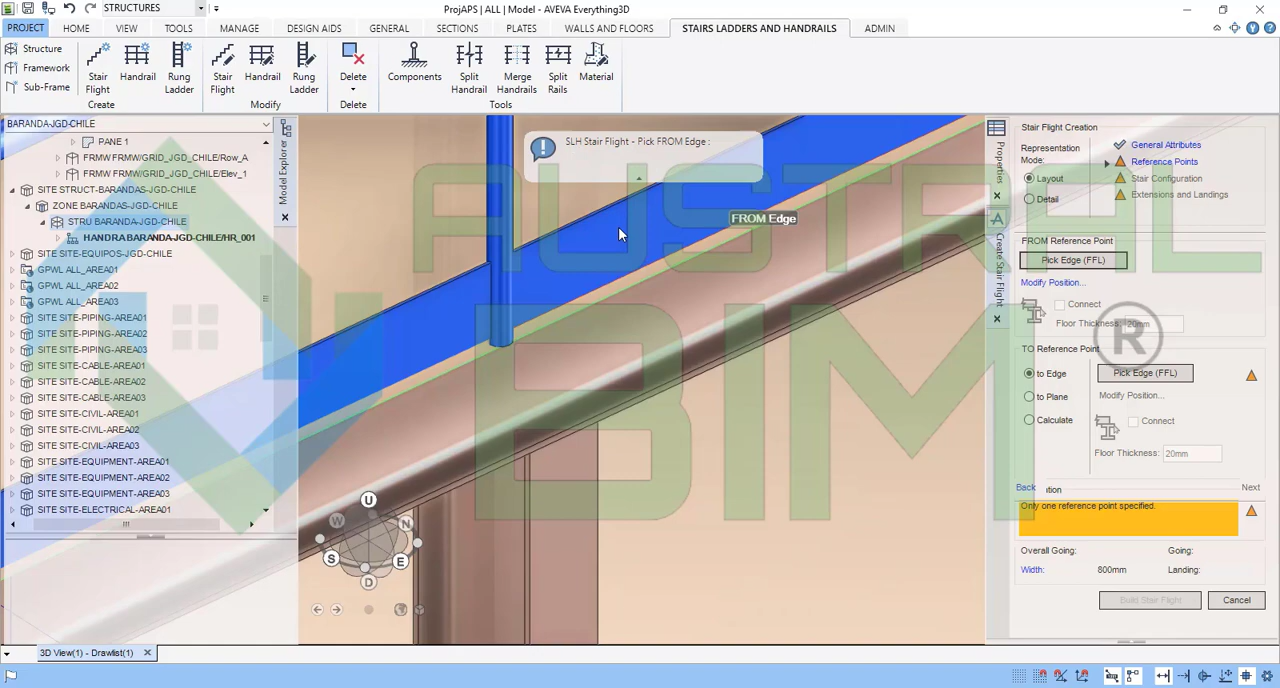 STRUCTURES
ProjAPS | ALL | Model - AVEVA Everything3D
PROJECT HOME VIEW TOOLS MANAGE DESIGN AIDS GENERAL SECTIONS PLATES WALLS AND FLOORS STAIRS LADDERS AND HANDRAILS ADMIN
Structure
Framework
Sub-Frame
Stair Flight
Handrail
Rung Ladder
Create
Stair Flight
Handrail
Rung Ladder
Modify
Delete
Delete
Components
Split Handrail
Merge Handrails
Split Rails
Material
Tools
BARANDA-JGD-CHILE
PANE 1
FRMW FRMW/GRID_JGD_CHILE/Row_A
FRMW FRMW/GRID_JGD_CHILE/Elev_1
SITE STRUCT-BARANDAS-JGD-CHILE
ZONE BARANDAS-JGD-CHILE
STRU BARANDA-JGD-CHILE
HANDRA BARANDA-JGD-CHILE/HR_001
SITE SITE-EQUIPOS-JGD-CHILE
GPWL ALL_AREA01
GPWL ALL_AREA02
GPWL ALL_AREA03
SITE SITE-PIPING-AREA01
SITE SITE-PIPING-AREA02
SITE SITE-PIPING-AREA03
SITE SITE-CABLE-AREA01
SITE SITE-CABLE-AREA02
SITE SITE-CABLE-AREA03
SITE SITE-CIVIL-AREA01
SITE SITE-CIVIL-AREA02
SITE SITE-CIVIL-AREA03
SITE SITE-EQUIPMENT-AREA01
SITE SITE-EQUIPMENT-AREA02
SITE SITE-EQUIPMENT-AREA03
SITE SITE-ELECTRICAL-AREA01
Model Explorer
SLH Stair Flight - Pick FROM Edge :
FROM Edge
AUSTRAL
BIM
®
U
W
N
S
E
D
Properties
Create Stair Flight
Stair Flight Creation
Representation Mode:
Layout
Detail
General Attributes
Reference Points
Stair Configuration
Extensions and Landings
FROM Reference Point
Pick Edge (FFL)
Modify Position...
Connect
Floor Thickness: 20mm
TO Reference Point
to Edge
Pick Edge (FFL)
to Plane
Modify Position...
Calculate
Connect
Floor Thickness: 20mm
Back
Next
Only one reference point specified.
Overall Going: Going:
Width: 800mm Landing:
Build Stair Flight
Cancel
3D View(1) - Drawlist(1)